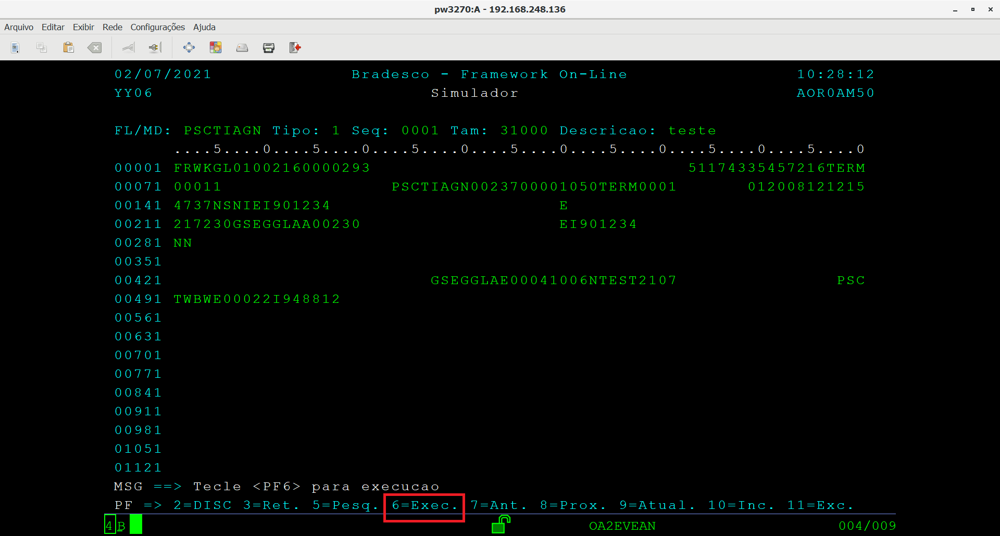 pw3270:A - 192.168.248.136
Arquivo Editar Exibir Rede Configurações Ajuda
02/07/2021 Bradesco - Framework On-Line 10:28:12
YY06 Simulador AOR0AM50
FL/MD: PSCTIAGN Tipo: 1 Seq: 0001 Tam: 31000 Descricao: teste
....5....0....5....0....5....0....5....0....5....0....5....0....5....0
00001 FRWKGL01002160000293 51174335457216TERM
00071 00011 PSCTIAGN0023700001050TERM0001 012008121215
00141 4737NSNIEI901234 E
00211 217230GSEGGLAA00230 EI901234
00281 NN
00351
00421 GSEGGLAE00041006NTEST2107 PSC
00491 TWBWE00022I948812
00561
00631
00701
00771
00841
00911
00981
01051
01121
MSG ==> Tecle <PF6> para execucao
PF => 2=DISC 3=Ret. 5=Pesq. 6=Exec. 7=Ant. 8=Prox. 9=Atual. 10=Inc. 11=Exc.
4 B OA2EVEAN 004/009